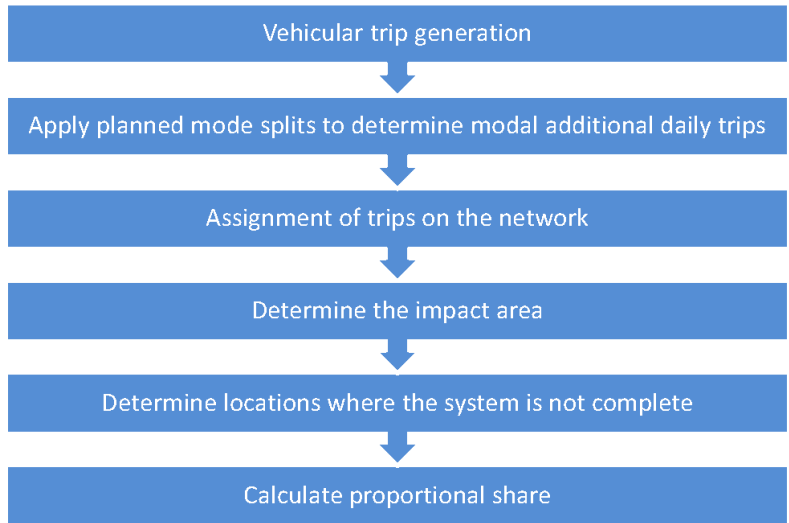 Vehicular trip generation
Apply planned mode splits to determine modal additional daily trips
Assignment of trips on the network
Determine the impact area
Determine locations where the system is not complete
Calculate proportional share